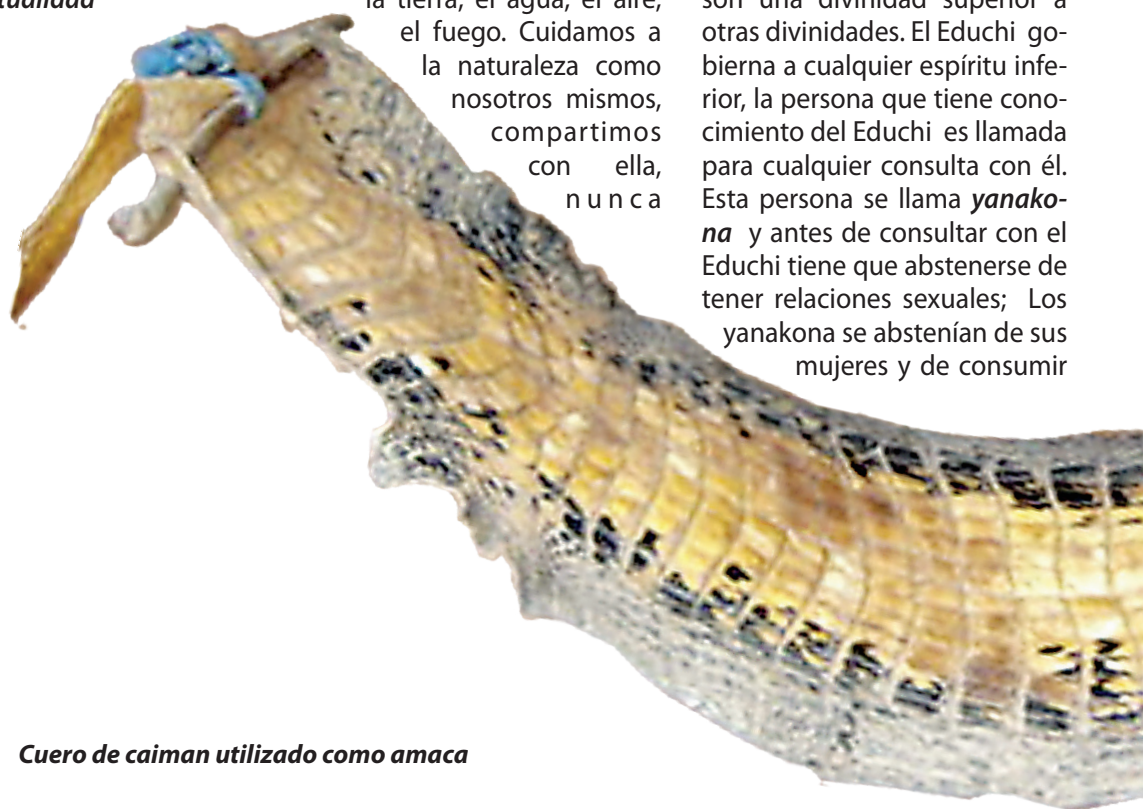 la tierra, el agua, el aire,
el fuego. Cuidamos a
la naturaleza como
nosotros mismos,
compartimos
con ella,
nunca
son una divinidad superior a
otras divinidades. El Educhi go-
bierna a cualquier espíritu infe-
rior, la persona que tiene cono-
cimiento del Educhi es llamada
para cualquier consulta con él.
Esta persona se llama yanako-
na y antes de consultar con el
Educhi tiene que abstenerse de
tener relaciones sexuales; Los
yanakona se abstenían de sus
mujeres y de consumir
Cuero de caiman utilizado como amaca